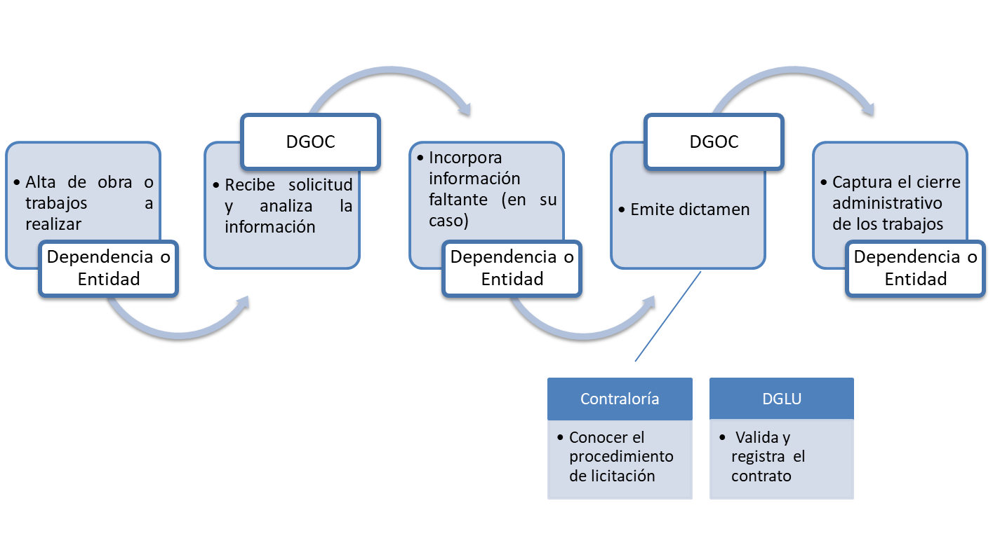 • Alta de obra o
trabajos a
realizar
Dependencia o
Entidad
DGOC
• Recibe solicitud
y analiza la
información
• Incorpora
información
faltante (en su
caso)
Dependencia o
Entidad
DGOC
• Emite dictamen
• Captura el cierre
administrativo
de los trabajos
Dependencia o
Entidad
Contraloría
• Conocer el
procedimiento
de licitación
DGLU
• Valida y
registra el
contrato